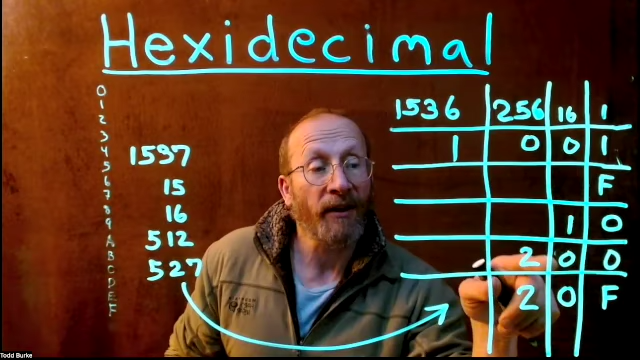 Hexidecimal
0
1
2
3
4
5
6
7
8
9
A
B
C
D
E
F
1537
15
16
512
527
1536 256 16 1
1 0 0 1
F
1 0
2 0 0
2 0 F
Todd Burke